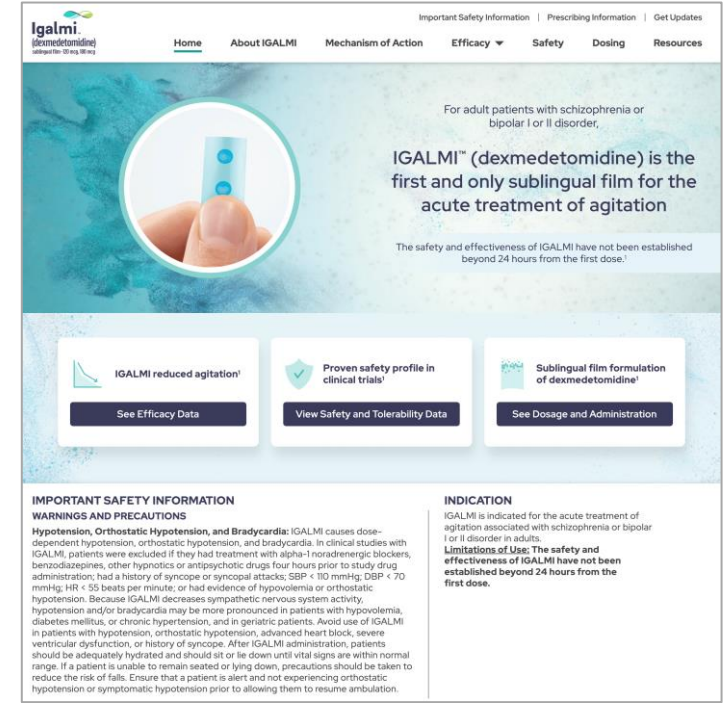 Important Safety Information | Prescribing Information | Get Updates
Igalmi™
(dexmedetomidine)
sublingual film • 120 mcg, 180 mcg
Home About IGALMI Mechanism of Action Efficacy Safety Dosing Resources
For adult patients with schizophrenia or
bipolar I or II disorder,
IGALMI™ (dexmedetomidine) is the
first and only sublingual film for the
acute treatment of agitation
The safety and effectiveness of IGALMI have not been established
beyond 24 hours from the first dose.¹
IGALMI reduced agitation¹
See Efficacy Data
Proven safety profile in
clinical trials¹
View Safety and Tolerability Data
Sublingual film formulation
of dexmedetomidine¹
See Dosage and Administration
IMPORTANT SAFETY INFORMATION
WARNINGS AND PRECAUTIONS
Hypotension, Orthostatic Hypotension, and Bradycardia: IGALMI causes dose-
dependent hypotension, orthostatic hypotension, and bradycardia. In clinical studies with
IGALMI, patients were excluded if they had treatment with alpha-1 noradrenergic blockers,
benzodiazepines, other hypnotics or antipsychotic drugs four hours prior to study drug
administration; had a history of syncope or syncopal attacks; SBP < 110 mmHg; DBP < 70
mmHg; HR < 55 beats per minute; or had evidence of hypovolemia or orthostatic
hypotension. Because IGALMI decreases sympathetic nervous system activity,
hypotension and/or bradycardia may be more pronounced in patients with hypovolemia,
diabetes mellitus, or chronic hypertension, and in geriatric patients. Avoid use of IGALMI
in patients with hypotension, orthostatic hypotension, advanced heart block, severe
ventricular dysfunction, or history of syncope. After IGALMI administration, patients
should be adequately hydrated and should sit or lie down until vital signs are within normal
range. If a patient is unable to remain seated or lying down, precautions should be taken to
reduce the risk of falls. Ensure that a patient is alert and not experiencing orthostatic
hypotension or symptomatic hypotension prior to allowing them to resume ambulation.
INDICATION
IGALMI is indicated for the acute treatment of
agitation associated with schizophrenia or bipolar
I or II disorder in adults.
Limitations of Use: The safety and
effectiveness of IGALMI have not been
established beyond 24 hours from the
first dose.